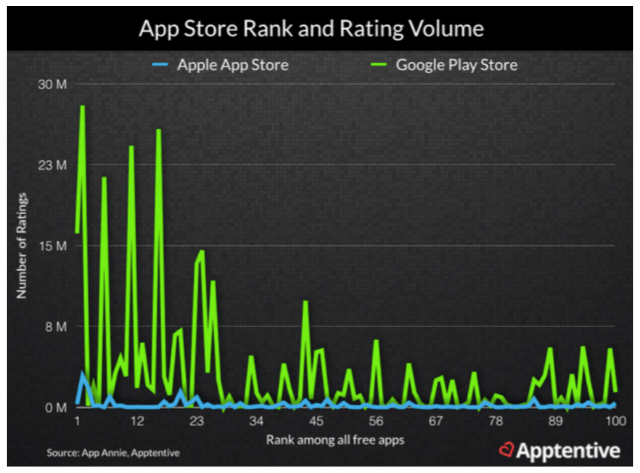 App Store Rank and Rating Volume
Apple App Store
Google Play Store
30 M
23 M
15 M
8 M
0 M
Number of Ratings
1 12 23 34 45 56 67 78 89 100
Rank among all free apps
Source: App Annie, Apptentive
Apptentive